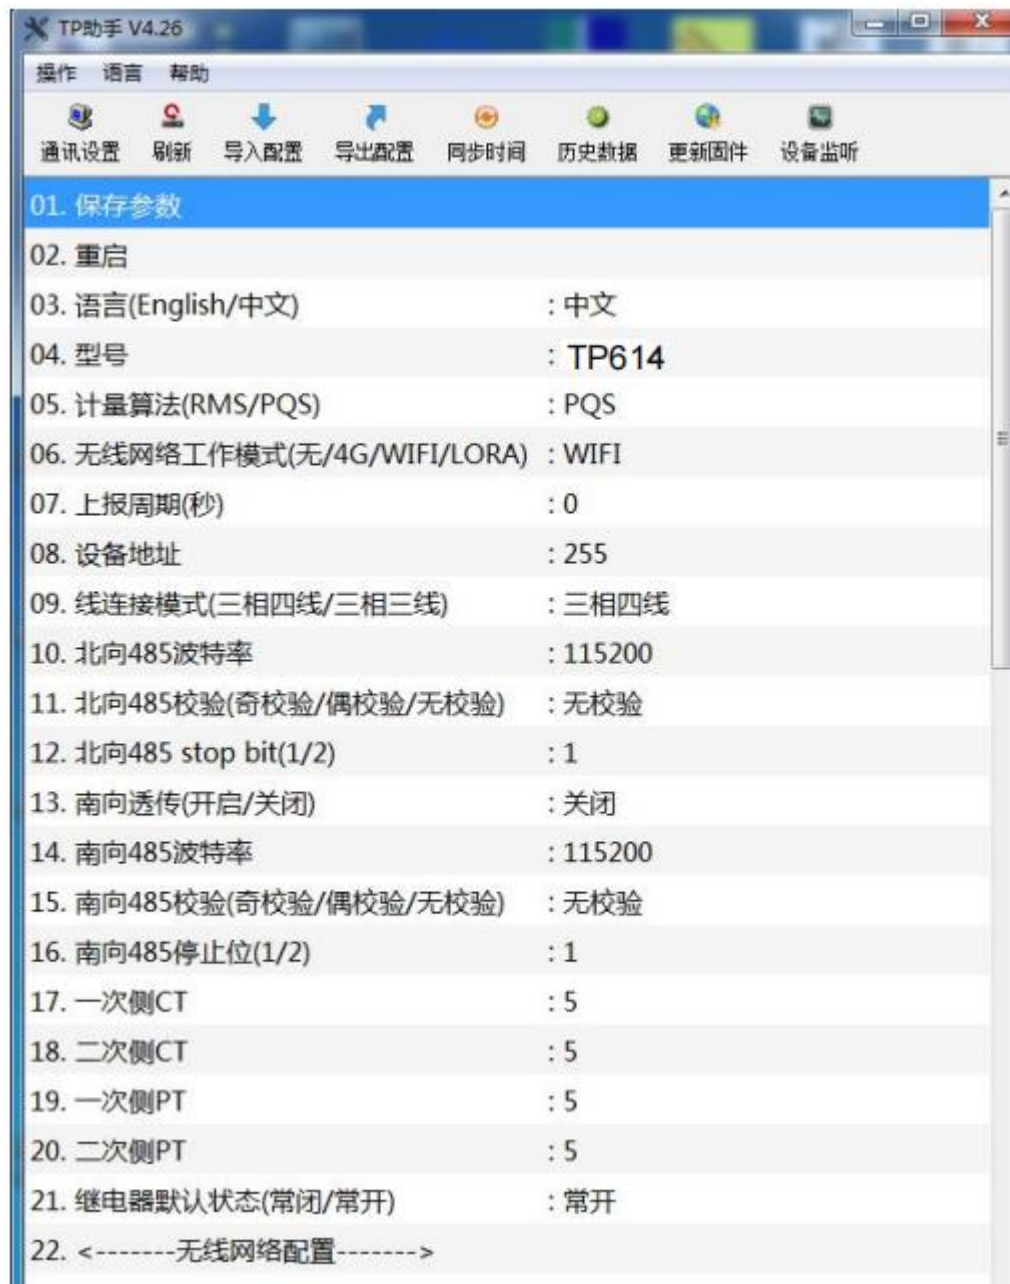 TP助手 V4.26
操作 语言 帮助
通讯设置 刷新 导入配置 导出配置 同步时间 历史数据 更新固件 设备监听
01. 保存参数
02. 重启
03. 语言(English/中文) : 中文
04. 型号 : TP614
05. 计量算法(RMS/PQS) : PQS
06. 无线网络工作模式(无/4G/WIFI/LORA) : WIFI
07. 上报周期(秒) : 0
08. 设备地址 : 255
09. 线连接模式(三相四线/三相三线) : 三相四线
10. 北向485波特率 : 115200
11. 北向485校验(奇校验/偶校验/无校验) : 无校验
12. 北向485 stop bit(1/2) : 1
13. 南向透传(开启/关闭) : 关闭
14. 南向485波特率 : 115200
15. 南向485校验(奇校验/偶校验/无校验) : 无校验
16. 南向485停止位(1/2) : 1
17. 一次侧CT : 5
18. 二次侧CT : 5
19. 一次侧PT : 5
20. 二次侧PT : 5
21. 继电器默认状态(常闭/常开) : 常开
22. <-------无线网络配置------->